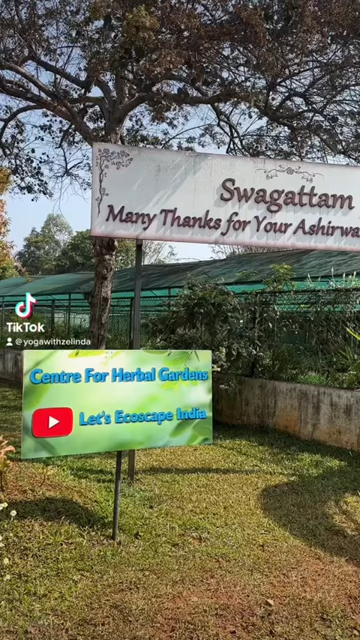 Swagattam
Many Thanks for Your Ashirwa
TikTok
@yogawithzelinda
Centre For Herbal Gardens
Let's Ecoscape India